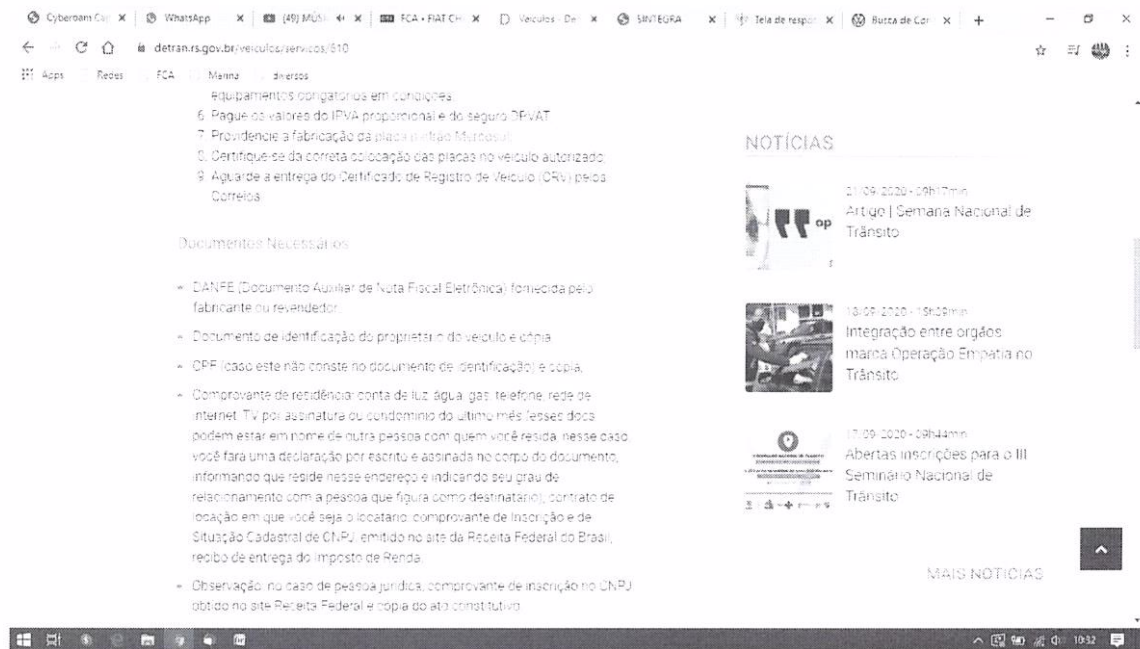 Cyberoam Cap
WhatsApp
(49) MÚSI
FCA - FIAT CH
Veículos - De
SINTEGRA
Tela de respo
Busca de Cor
detran.rs.gov.br/veiculos/servicos/610
Apps Redes FCA Marina diversos
equipamentos obrigatórios em condições
6. Pague os valores do IPVA proporcional e do seguro DPVAT
7. Providencie a fabricação da placa padrão Mercosul;
8. Certifique-se da correta colocação das placas no veículo autorizado;
9. Aguarde a entrega do Certificado de Registro de Veículo (CRV) pelos
Correios
Documentos Necessários
- DANFE (Documento Auxiliar de Nota Fiscal Eletrônica) fornecida pelo
fabricante ou revendedor
- Documento de identificação do proprietário do veículo e cópia
- CPF (caso este não conste no documento de identificação) e cópia;
- Comprovante de residência: conta de luz, água, gás, telefone, rede de
internet, TV por assinatura ou condomínio do último mês (esses docs
podem estar em nome de outra pessoa com quem você resida, nesse caso
você fará uma declaração por escrito e assinada no corpo do documento,
informando que reside nesse endereço e indicando seu grau de
relacionamento com a pessoa que figura como destinatário), contrato de
locação em que você seja o locatário, comprovante de Inscrição e de
Situação Cadastral de CNPJ, emitido no site da Receita Federal do Brasil,
recibo de entrega do Imposto de Renda
- Observação: no caso de pessoa jurídica, comprovante de inscrição no CNPJ
obtido no site Receita Federal e cópia do ato constitutivo
NOTÍCIAS
21/09/2020 - 09h17min
Artigo | Semana Nacional de
Trânsito
op
18/09/2020 - 15h39min
Integração entre órgãos
marca Operação Empatia no
Trânsito
17/09/2020 - 09h44min
Abertas inscrições para o III
Seminário Nacional de
Trânsito
MAIS NOTÍCIAS
10:32